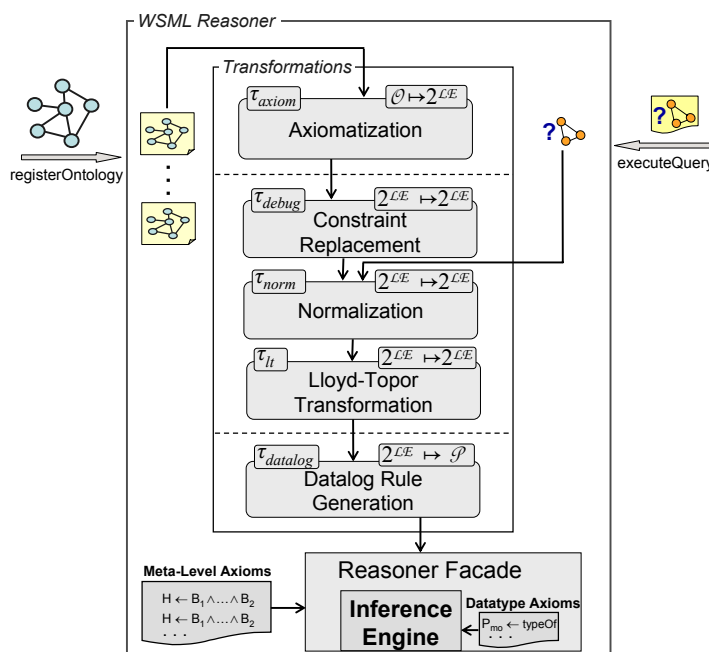 WSML Reasoner
Transformations
τaxiom
𝒪 ↦ 2^ℒℰ
Axiomatization
?
?
registerOntology
executeQuery
τdebug
2^ℒℰ ↦ 2^ℒℰ
Constraint
Replacement
τnorm
2^ℒℰ ↦ 2^ℒℰ
Normalization
τlt
2^ℒℰ ↦ 2^ℒℰ
Lloyd-Topor
Transformation
τdatalog
2^ℒℰ ↦ 𝒫
Datalog Rule
Generation
Meta-Level Axioms
H ← B₁ ∧ … ∧ B₂
H ← B₁ ∧ … ∧ B₂
. . .
Reasoner Facade
Inference
Engine
Datatype Axioms
Pmo ← typeOf
. . .